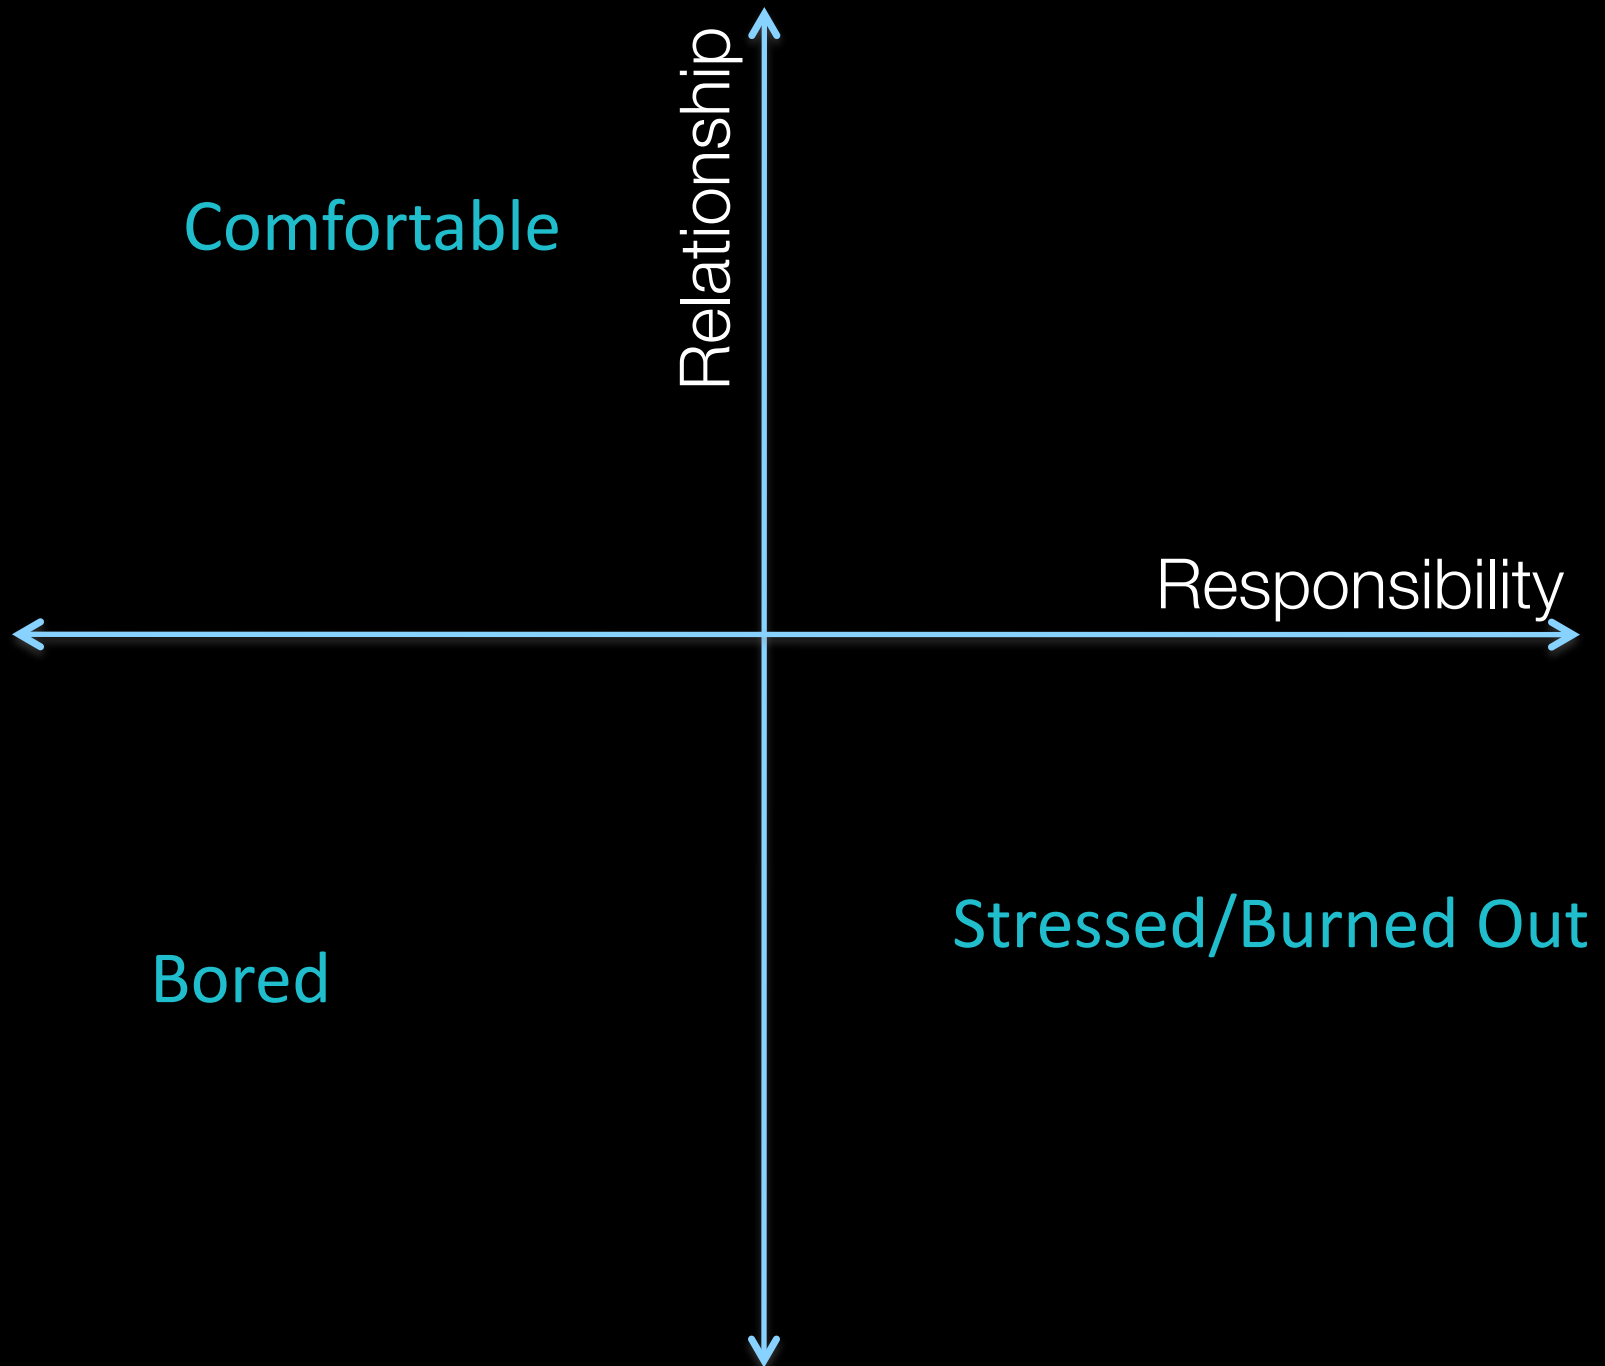 Relationship
Comfortable
Responsibility
Stressed/Burned Out
Bored